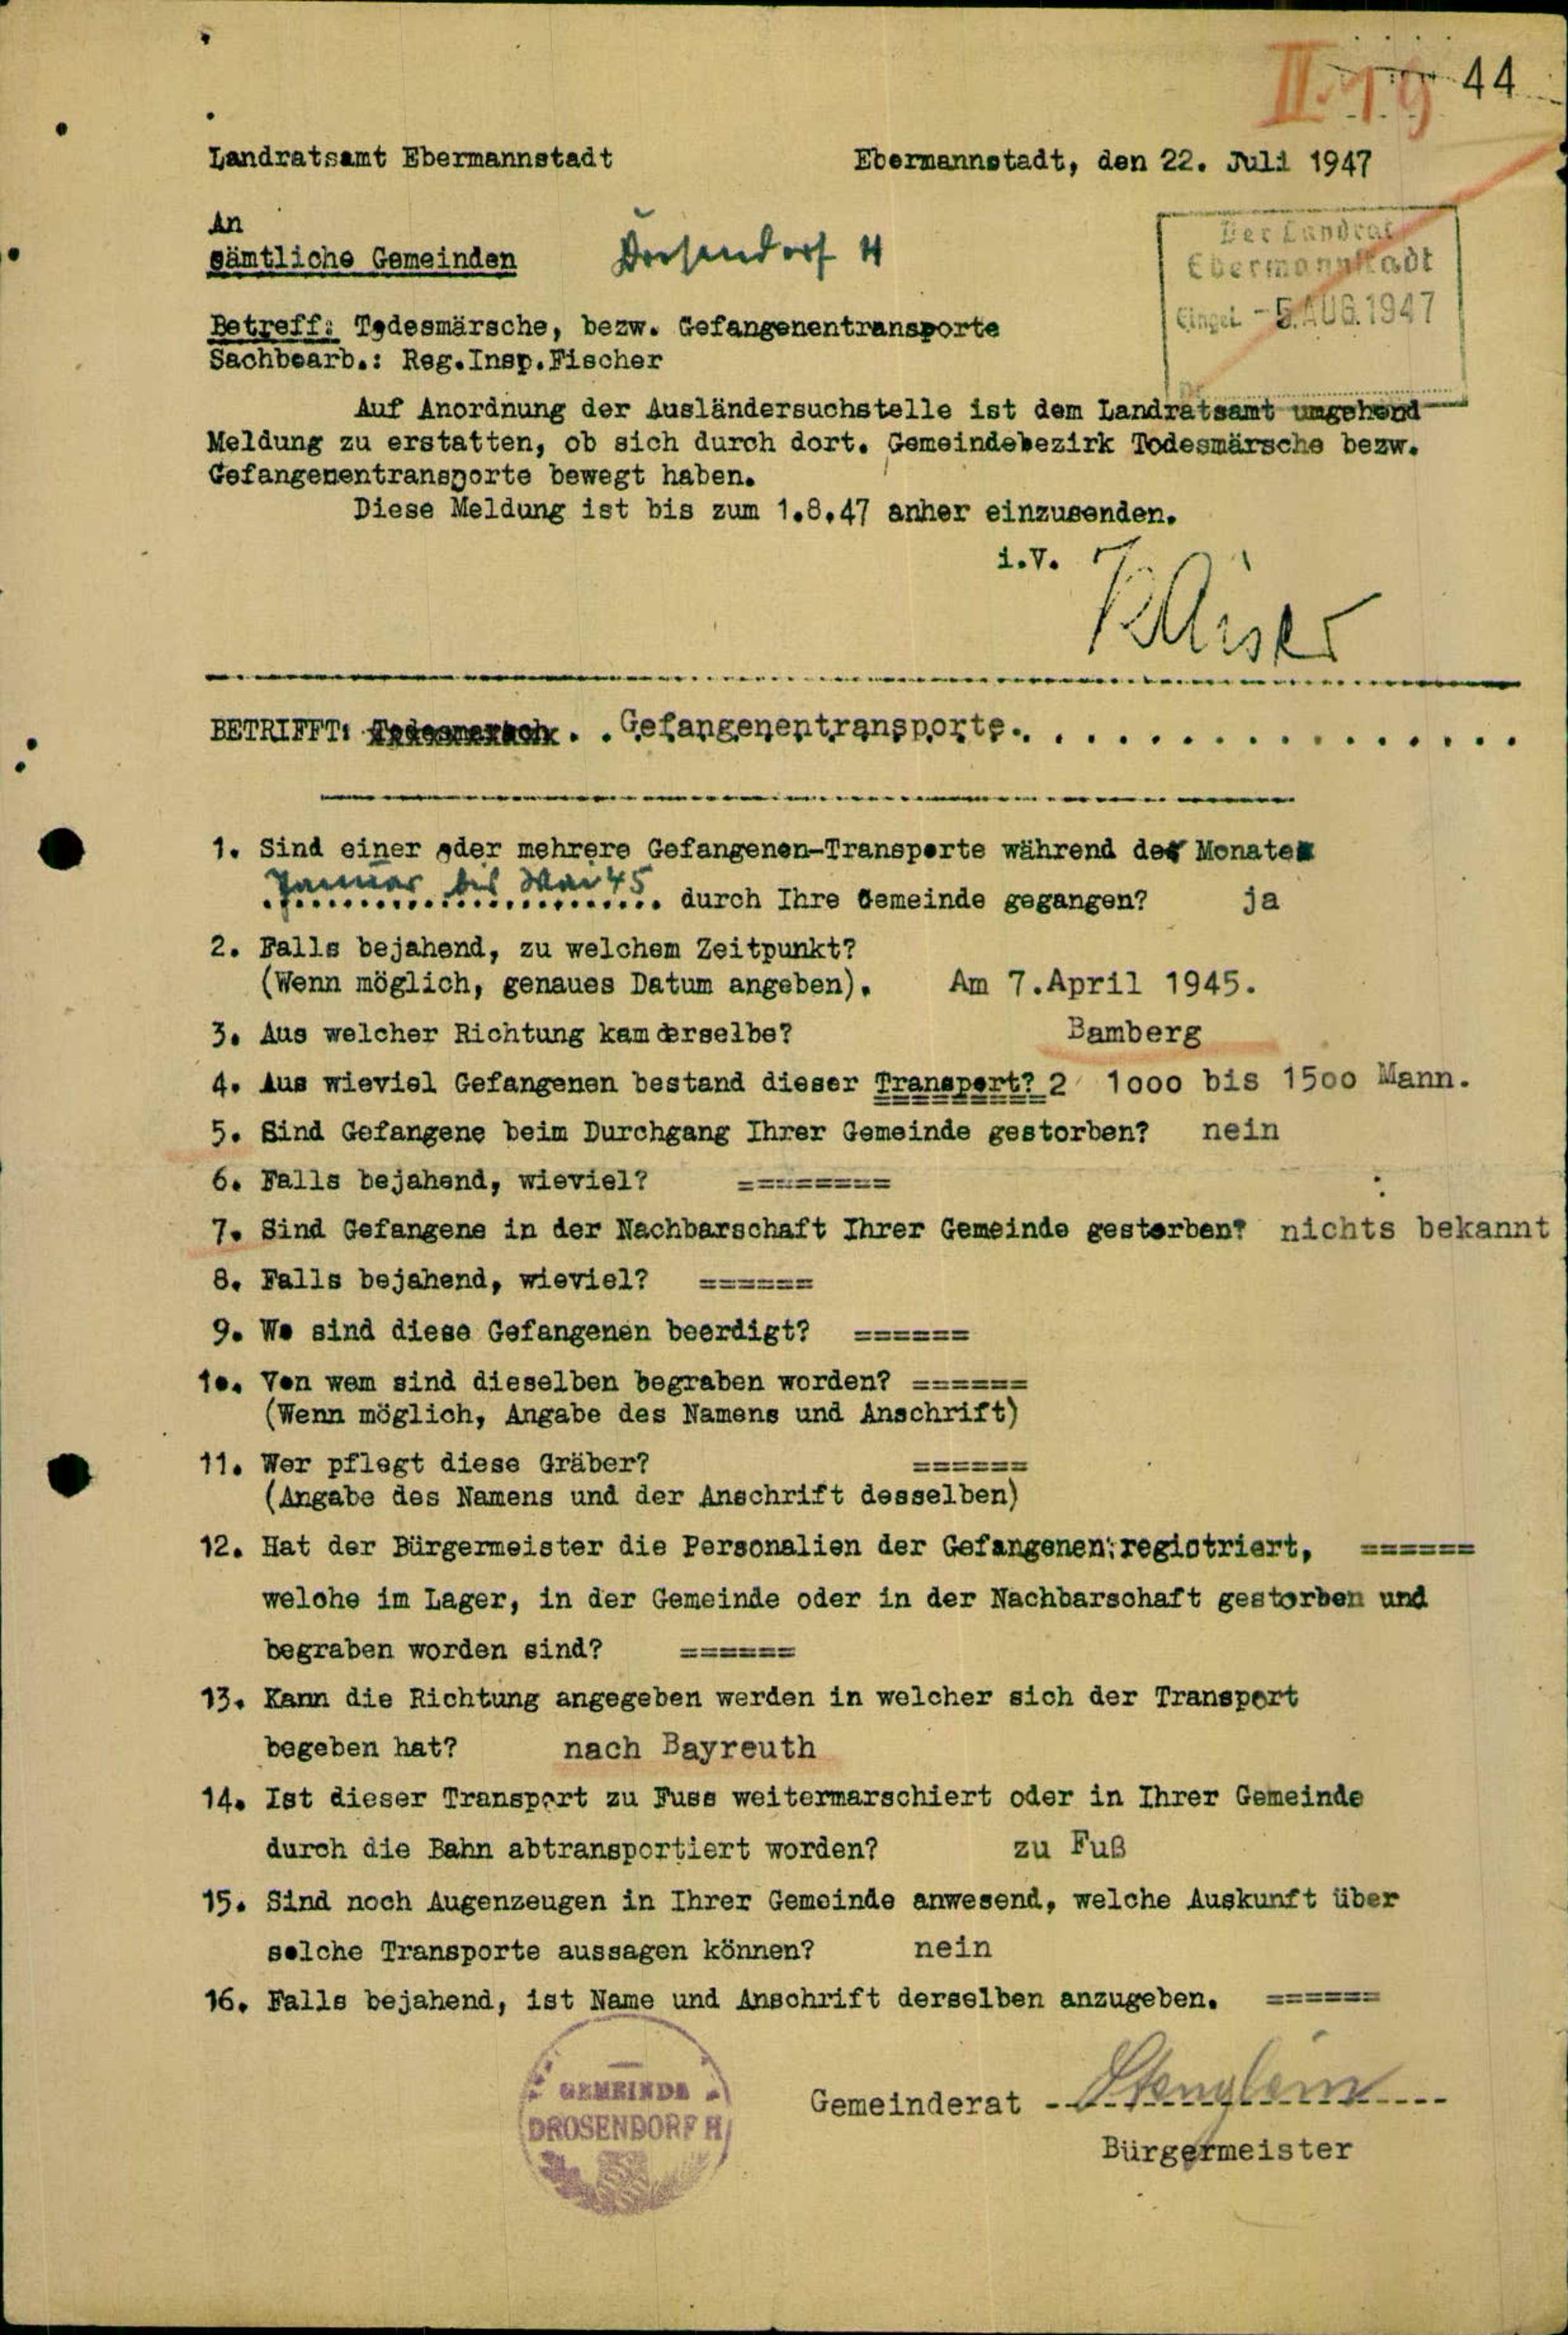 II.19 44
Landratsamt Ebermannstadt Ebermannstadt, den 22. Juli 1947
An
sämtliche Gemeinden Drosendorf H
Der Landrat
Ebermannstadt
Eingel. -5.AUG.1947
Betreff: Todesmärsche, bezw. Gefangenentransporte
Sachbearb.: Reg.Insp.Fischer
Auf Anordnung der Ausländersuchstelle ist dem Landratsamt umgehend
Meldung zu erstatten, ob sich durch dort. Gemeindebezirk Todesmärsche bezw.
Gefangenentransporte bewegt haben.
Diese Meldung ist bis zum 1.8.47 anher einzusenden.
i.V.
BETRIFFT: Todesmarsch. . Gefangenentransporte. . . . . . . . . . . . . . . .
1. Sind einer oder mehrere Gefangenen-Transporte während der Monate
Januar bis Mai 45 durch Ihre Gemeinde gegangen? ja
2. Falls bejahend, zu welchem Zeitpunkt?
(Wenn möglich, genaues Datum angeben). Am 7.April 1945.
3. Aus welcher Richtung kam derselbe? Bamberg
4. Aus wieviel Gefangenen bestand dieser Transport? 2 1000 bis 1500 Mann.
5. Sind Gefangene beim Durchgang Ihrer Gemeinde gestorben? nein
6. Falls bejahend, wieviel? ========
7. Sind Gefangene in der Nachbarschaft Ihrer Gemeinde gestorben? nichts bekannt
8. Falls bejahend, wieviel? ======
9. Wo sind diese Gefangenen beerdigt? ======
1o. Von wem sind dieselben begraben worden? ======
(Wenn möglich, Angabe des Namens und Anschrift)
11. Wer pflegt diese Gräber? ======
(Angabe des Namens und der Anschrift desselben)
12. Hat der Bürgermeister die Personalien der Gefangenen registriert, ======
welche im Lager, in der Gemeinde oder in der Nachbarschaft gestorben und
begraben worden sind? ======
13. Kann die Richtung angegeben werden in welcher sich der Transport
begeben hat? nach Bayreuth
14. Ist dieser Transport zu Fuss weitermarschiert oder in Ihrer Gemeinde
durch die Bahn abtransportiert worden? zu Fuß
15. Sind noch Augenzeugen in Ihrer Gemeinde anwesend, welche Auskunft über
solche Transporte aussagen können? nein
16. Falls bejahend, ist Name und Anschrift derselben anzugeben. ======
GEMEINDE
DROSENDORF H
Gemeinderat Stenglein
Bürgermeister